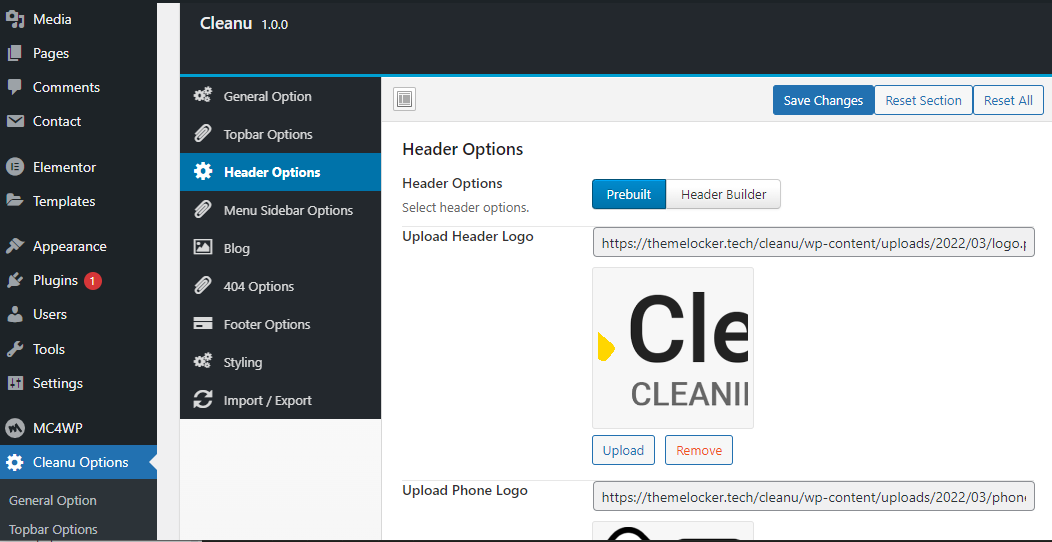 Media
Pages
Comments
Contact
Elementor
Templates
Appearance
Plugins 1
Users
Tools
Settings
MC4WP
Cleanu Options
General Option
Topbar Options
Cleanu 1.0.0
General Option
Topbar Options
Header Options
Menu Sidebar Options
Blog
404 Options
Footer Options
Styling
Import / Export
Save Changes Reset Section Reset All
Header Options
Header Options
Select header options.
Prebuilt Header Builder
Upload Header Logo
https://themelocker.tech/cleanu/wp-content/uploads/2022/03/logo.p
Cle
CLEANI
Upload Remove
Upload Phone Logo
https://themelocker.tech/cleanu/wp-content/uploads/2022/03/phone